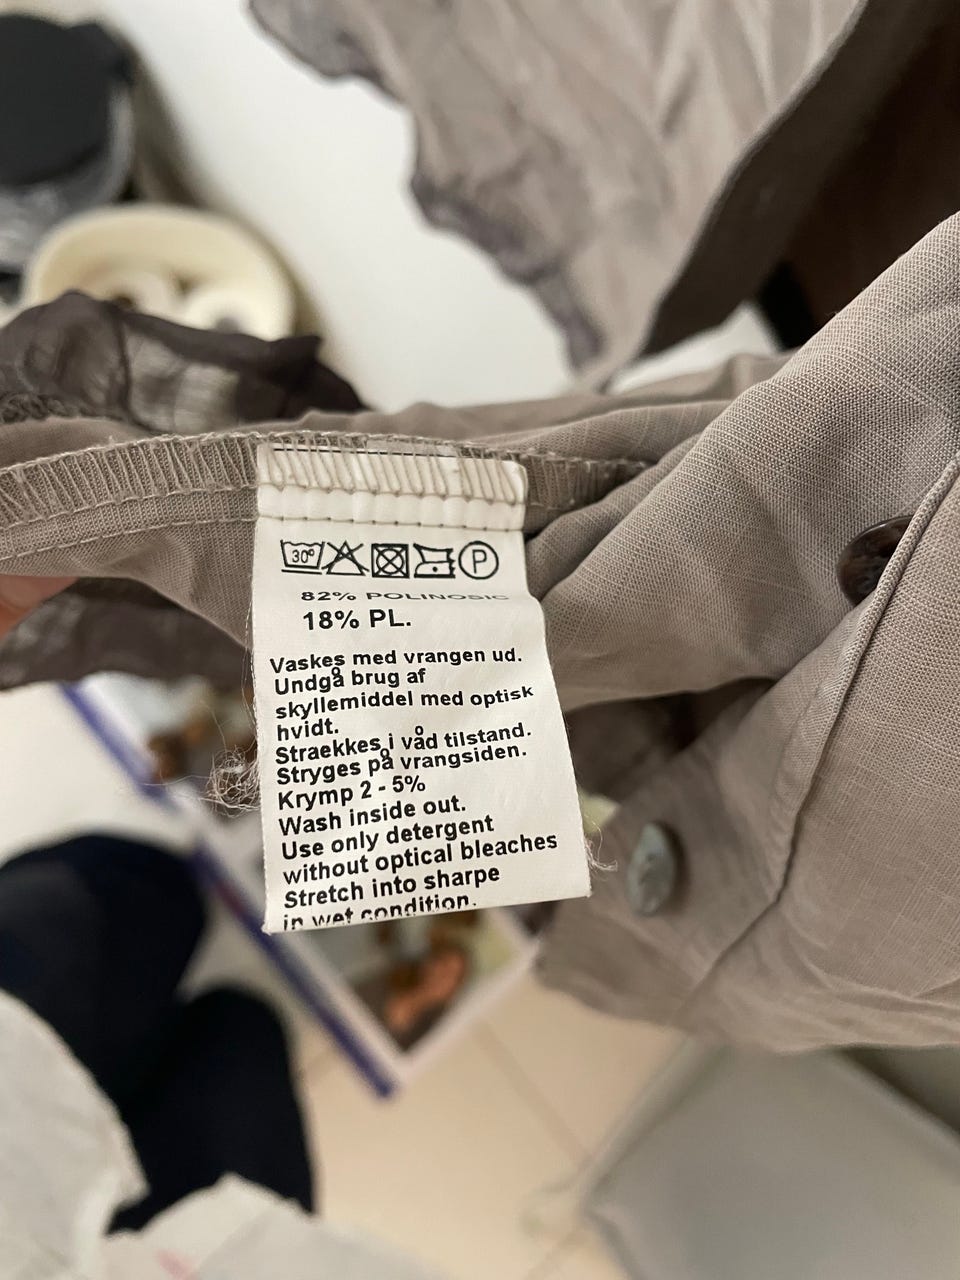 30°
P
82% POLINOSIC
18% PL.
Vaskes med vrangen ud.
Undgå brug af
skyllemiddel med optisk
hvidt.
Straekkes i våd tilstand.
Stryges på vrangsiden.
Krymp 2 - 5%
Wash inside out.
Use only detergent
without optical bleaches
Stretch into sharpe
in wet condition.